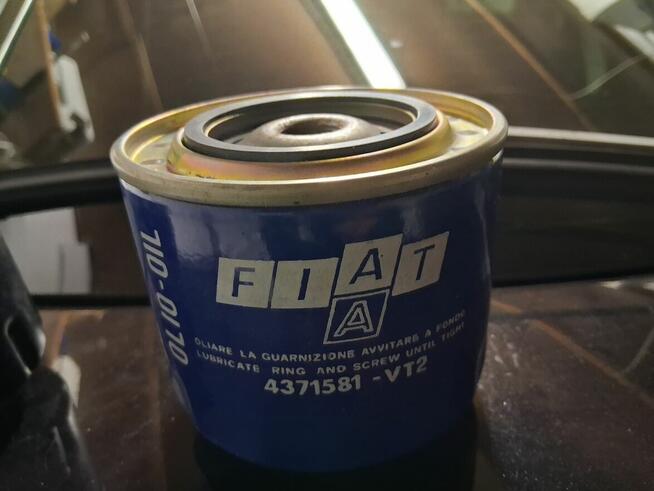 OLIO-OIL
FIAT
A
OLIARE LA GUARNIZIONE AVVITARE A FONDO
LUBRICATE RING AND SCREW UNTIL TIGHT
4371581-VT2